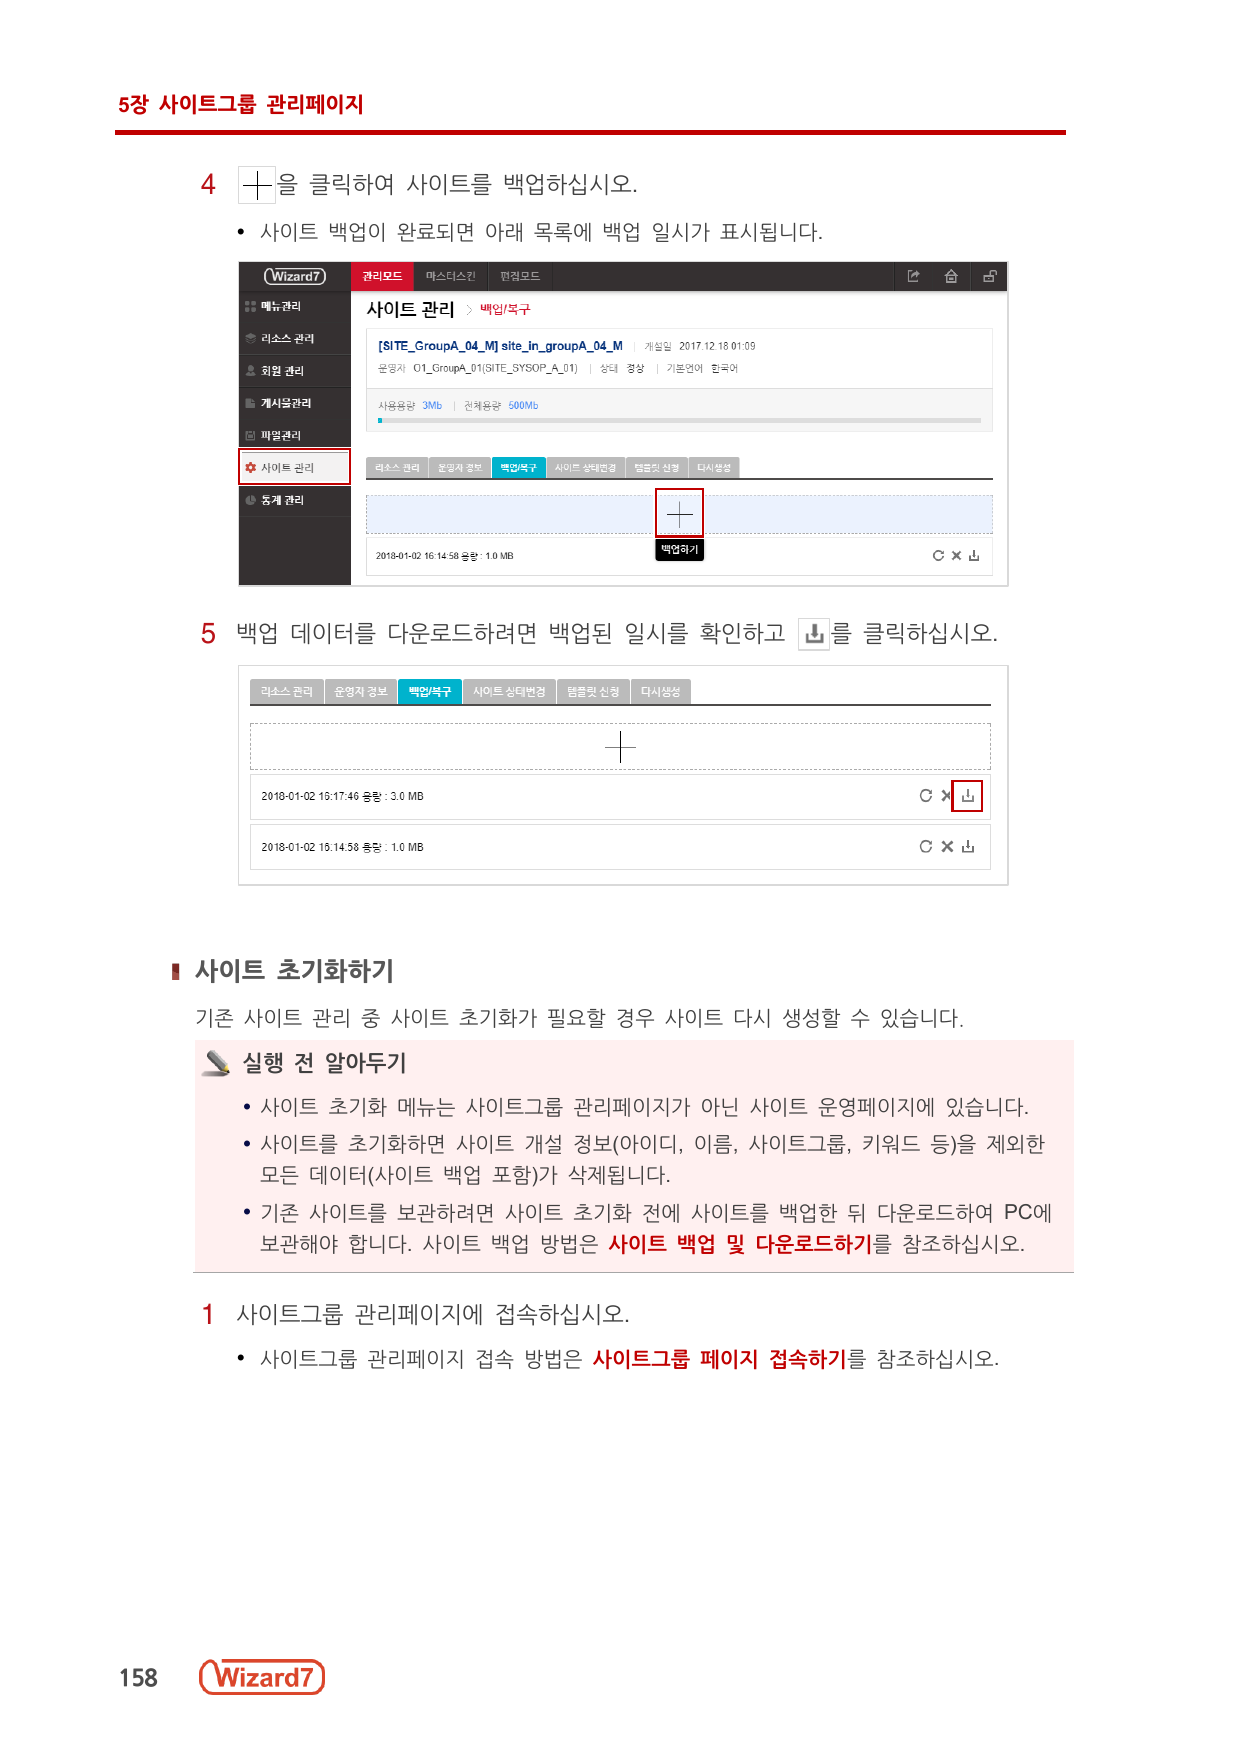 5장 사이트그룹 관리페이지
4 을 클릭하여 사이트를 백업하십시오.
• 사이트 백업이 완료되면 아래 목록에 백업 일시가 표시됩니다.
Wizard7 관리모드 마스터스킨 편집모드
메뉴관리
사이트 관리 > 백업/복구
리소스 관리
[SITE_GroupA_04_M] site_in_groupA_04_M | 개설일 2017.12.18 01:09
회원 관리
운영자 O1_GroupA_01(SITE_SYSOP_A_01) | 상태 정상 | 기본언어 한국어
게시물관리
사용용량 3Mb | 전체용량 500Mb
파일관리
사이트 관리
리소스 관리 운영자 정보 백업/복구 사이트 상태변경 템플릿 신청 다시생성
통계 관리
백업하기
2018-01-02 16:14:58 용량 : 1.0 MB
5 백업 데이터를 다운로드하려면 백업된 일시를 확인하고 를 클릭하십시오.
리소스 관리 운영자 정보 백업/복구 사이트 상태변경 템플릿 신청 다시생성
2018-01-02 16:17:46 용량 : 3.0 MB
2018-01-02 16:14:58 용량 : 1.0 MB
사이트 초기화하기
기존 사이트 관리 중 사이트 초기화가 필요할 경우 사이트 다시 생성할 수 있습니다.
실행 전 알아두기
• 사이트 초기화 메뉴는 사이트그룹 관리페이지가 아닌 사이트 운영페이지에 있습니다.
• 사이트를 초기화하면 사이트 개설 정보(아이디, 이름, 사이트그룹, 키워드 등)을 제외한
모든 데이터(사이트 백업 포함)가 삭제됩니다.
• 기존 사이트를 보관하려면 사이트 초기화 전에 사이트를 백업한 뒤 다운로드하여 PC에
보관해야 합니다. 사이트 백업 방법은 사이트 백업 및 다운로드하기를 참조하십시오.
1 사이트그룹 관리페이지에 접속하십시오.
• 사이트그룹 관리페이지 접속 방법은 사이트그룹 페이지 접속하기를 참조하십시오.
158 Wizard7